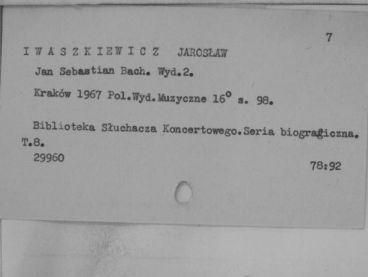 7
IWASZKIEWICZ JAROSŁAW
Jan Sebastian Bach. Wyd.2.
Kraków 1967 Pol.Wyd.Muzyczne 16° s. 98.
Biblioteka Słuchacza Koncertowego.Seria biograficzna.
T.8.
29960
78:92